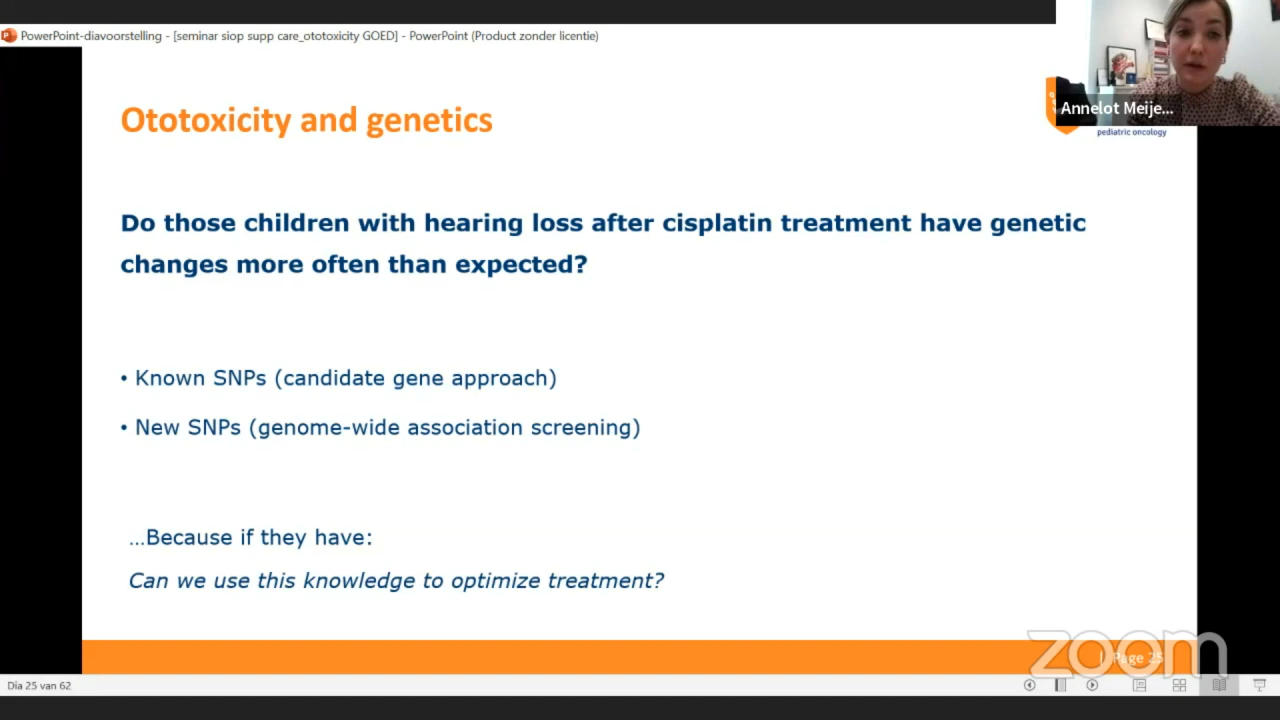 PowerPoint-diavoorstelling - [seminar siop supp care_ototoxicity GOED] - PowerPoint (Product zonder licentie)
Annelot Meije...
pediatric oncology
Ototoxicity and genetics
Do those children with hearing loss after cisplatin treatment have genetic
changes more often than expected?
• Known SNPs (candidate gene approach)
• New SNPs (genome-wide association screening)
…Because if they have:
Can we use this knowledge to optimize treatment?
| Page 25
zoom
Dia 25 van 62